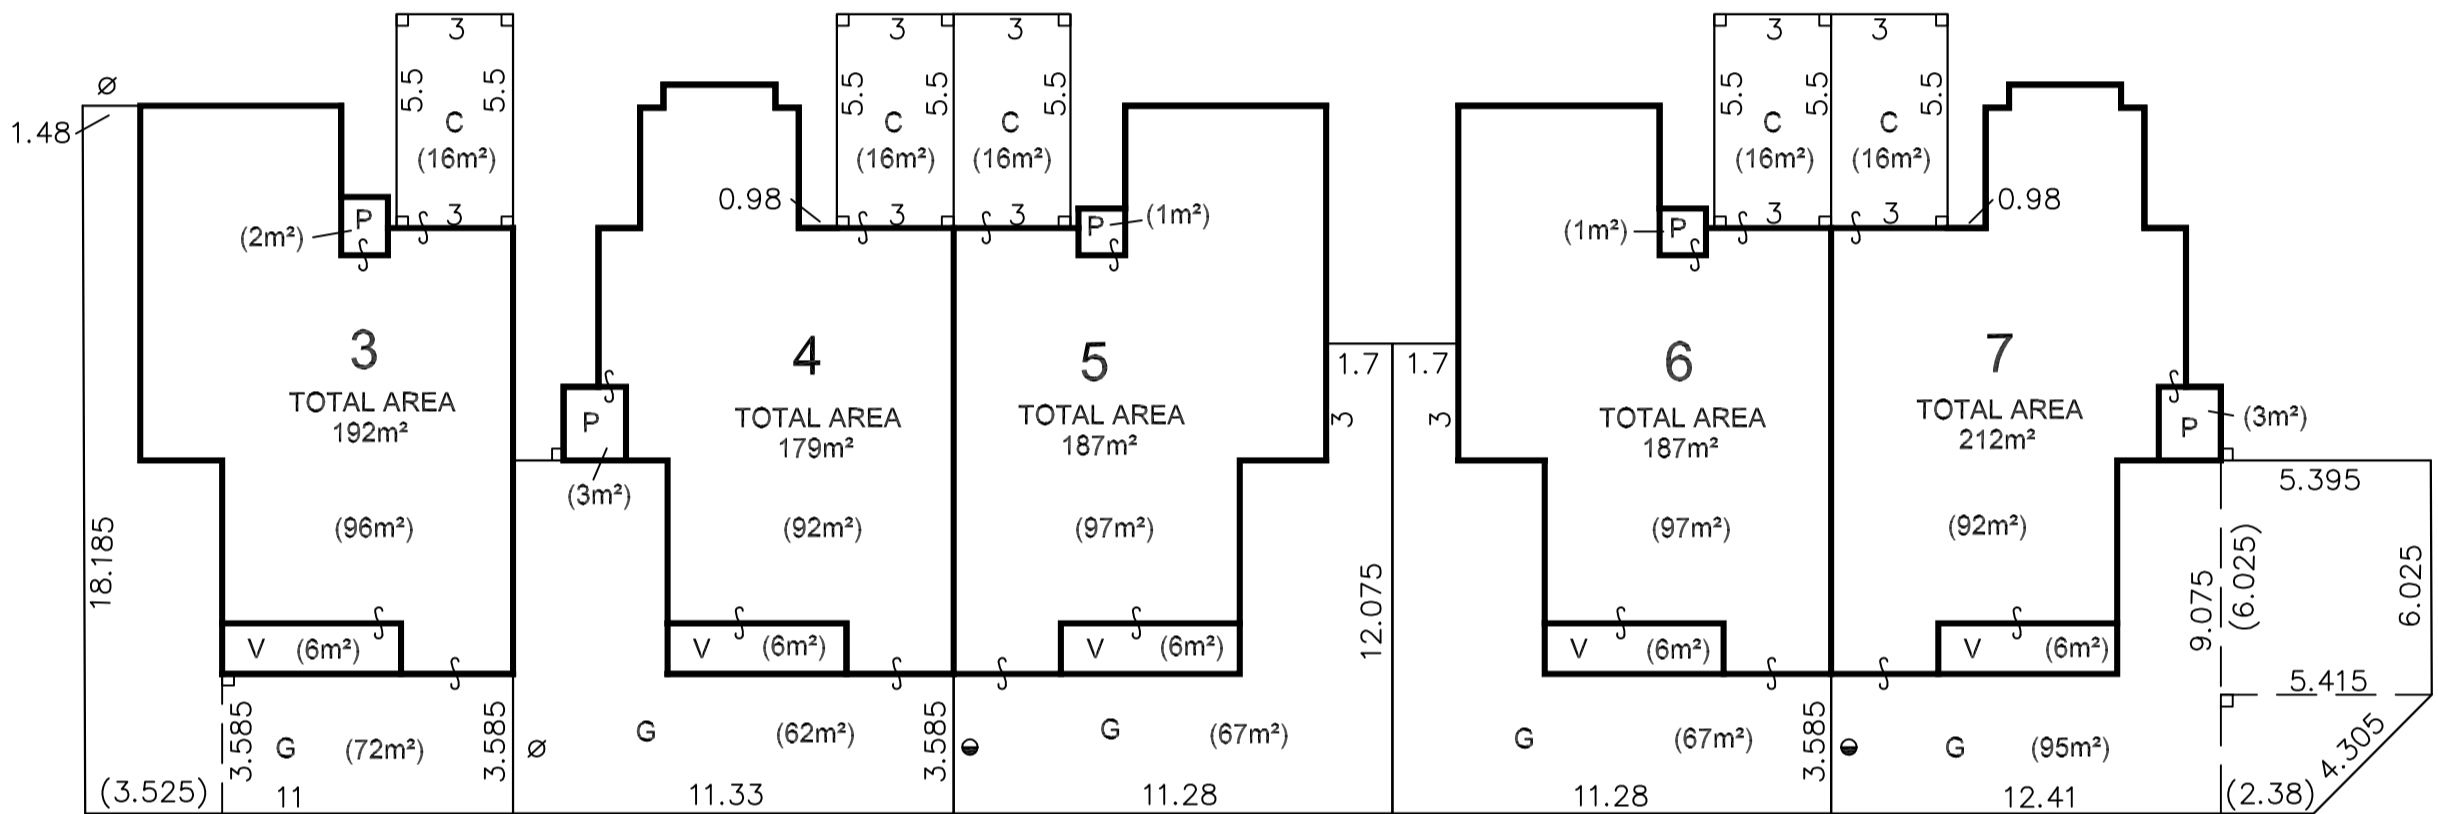 3
3
3
3
3
5.5
5.5
5.5
5.5
5.5
5.5
5.5
5.5
C
(16m²)
C
(16m²)
C
(16m²)
C
(16m²)
C
(16m²)
3
3
3
3
3
Ø
1.48
0.98
0.98
P
(2m²)
P
(1m²)
(1m²)
P
3
TOTAL AREA
192m²
4
TOTAL AREA
179m²
5
TOTAL AREA
187m²
6
TOTAL AREA
187m²
7
TOTAL AREA
212m²
1.7
1.7
3
3
P
(3m²)
P
(3m²)
(96m²)
(92m²)
(97m²)
(97m²)
(92m²)
5.395
18.185
12.075
9.075
(6.025)
6.025
V (6m²)
V (6m²)
V (6m²)
V (6m²)
V (6m²)
5.415
4.305
3.585
G (72m²)
3.585
Ø
G (62m²)
3.585
G (67m²)
G (67m²)
3.585
G (95m²)
(3.525)
11
11.33
11.28
11.28
12.41
(2.38)